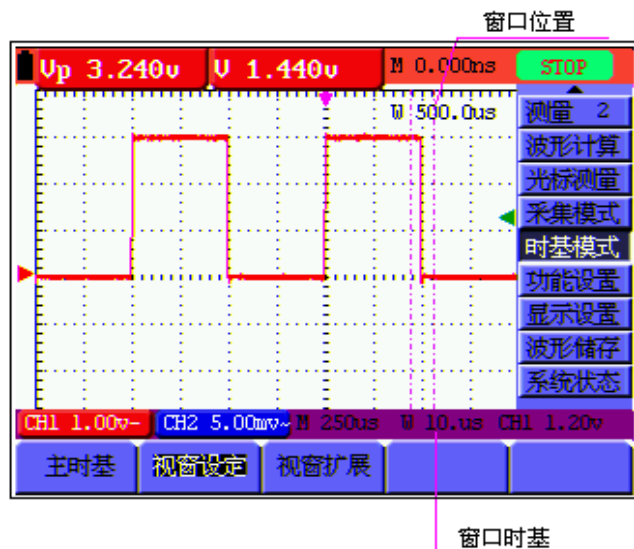 窗口位置
Vp 3.240v V 1.440v M 0.000ns STOP
W 500.0us
测量 2
波形计算
光标测量
采集模式
时基模式
功能设置
显示设置
波形储存
系统状态
CH1 1.00v- CH2 5.00mv~ M 250us W 10.us CH1 1.20v
主时基 视窗设定 视窗扩展
窗口时基